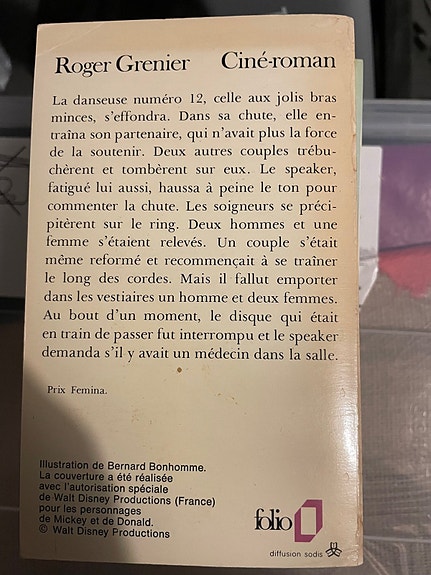 Roger Grenier Ciné-roman
La danseuse numéro 12, celle aux jolis bras
minces, s'effondra. Dans sa chute, elle en-
traîna son partenaire, qui n'avait plus la force
de la soutenir. Deux autres couples trébu-
chèrent et tombèrent sur eux. Le speaker,
fatigué lui aussi, haussa à peine le ton pour
commenter la chute. Les soigneurs se préci-
pitèrent sur le ring. Deux hommes et une
femme s'étaient relevés. Un couple s'était
même reformé et recommençait à se traîner
le long des cordes. Mais il fallut emporter
dans les vestiaires un homme et deux femmes.
Au bout d'un moment, le disque qui était
en train de passer fut interrompu et le speaker
demanda s'il y avait un médecin dans la salle.
Prix Femina.
Illustration de Bernard Bonhomme.
La couverture a été réalisée
avec l'autorisation spéciale
de Walt Disney Productions (France)
pour les personnages
de Mickey et de Donald.
© Walt Disney Productions
folio
diffusion sodis